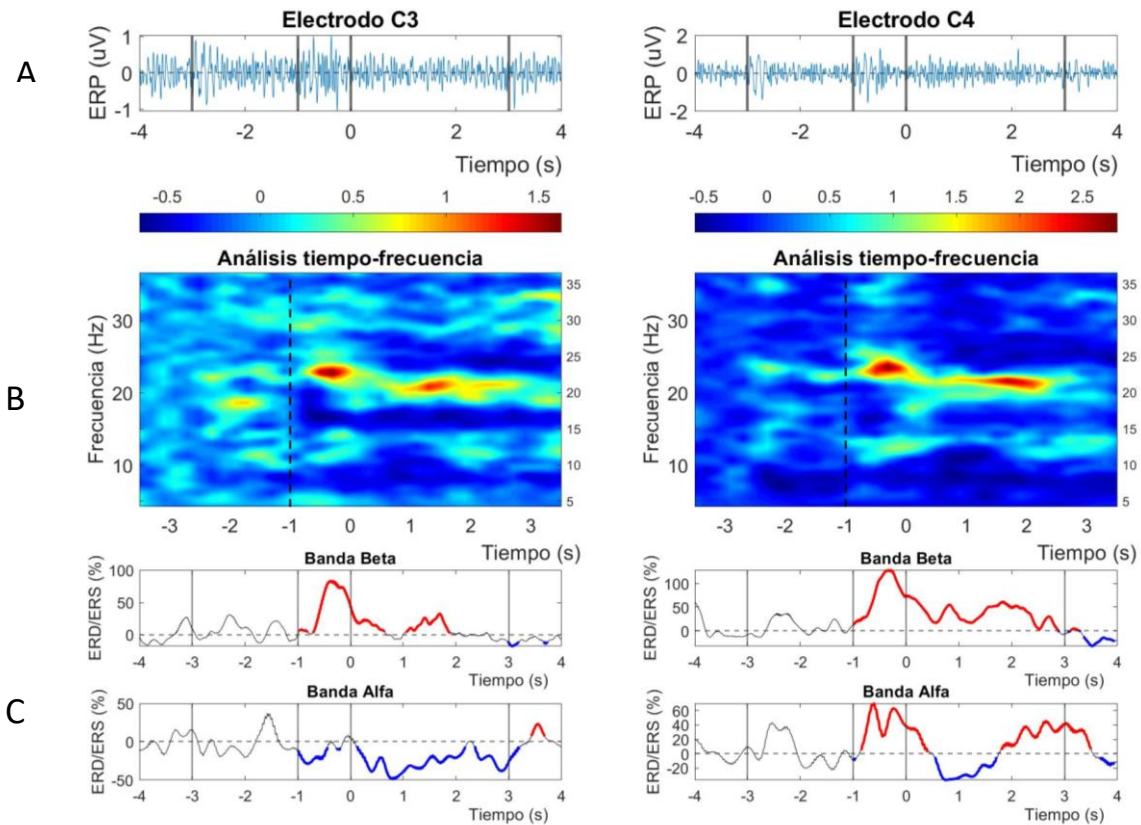 Electrodo C3
Electrodo C4
A
ERP (uV)
1
0
-1
-4 -2 0 2 4
Tiempo (s)
ERP (uV)
2
0
-2
-4 -2 0 2 4
Tiempo (s)
-0.5 0 0.5 1 1.5
-0.5 0 0.5 1 1.5 2 2.5
B
Análisis tiempo-frecuencia
Frecuencia (Hz)
30
20
10
35
30
25
20
15
10
5
-3 -2 -1 0 1 2 3
Tiempo (s)
Análisis tiempo-frecuencia
Frecuencia (Hz)
30
20
10
35
30
25
20
15
10
5
-3 -2 -1 0 1 2 3
Tiempo (s)
C
Banda Beta
ERD/ERS (%)
100
50
0
-4 -3 -2 -1 0 1 2 3 4
Tiempo (s)
Banda Beta
ERD/ERS (%)
100
50
0
-4 -3 -2 -1 0 1 2 3 4
Tiempo (s)
Banda Alfa
ERD/ERS (%)
50
0
-50
-4 -3 -2 -1 0 1 2 3 4
Tiempo (s)
Banda Alfa
ERD/ERS (%)
60
40
20
0
-20
-4 -3 -2 -1 0 1 2 3 4
Tiempo (s)